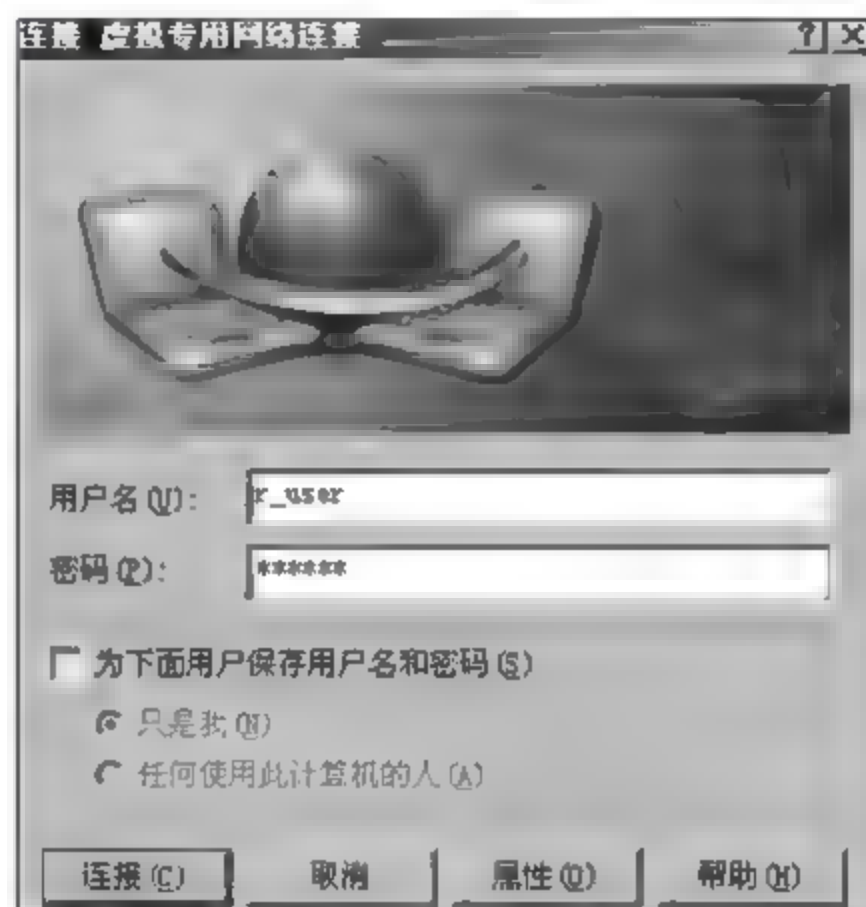 连接 虚拟专用网络连接
用户名(U): r_user
密码(P): ******
为下面用户保存用户名和密码(S)
只是我(N)
任何使用此计算机的人(A)
连接(C) 取消 属性(O) 帮助(H)